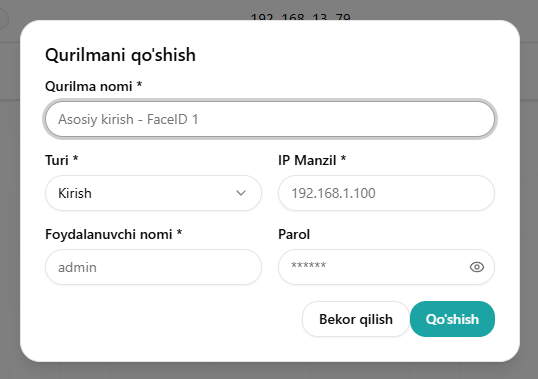 192.168.13.79
Qurilmani qo'shish
Qurilma nomi *
Asosiy kirish - FaceID 1
Turi * IP Manzil *
Kirish 192.168.1.100
Foydalanuvchi nomi * Parol
admin ******
Bekor qilish Qo'shish